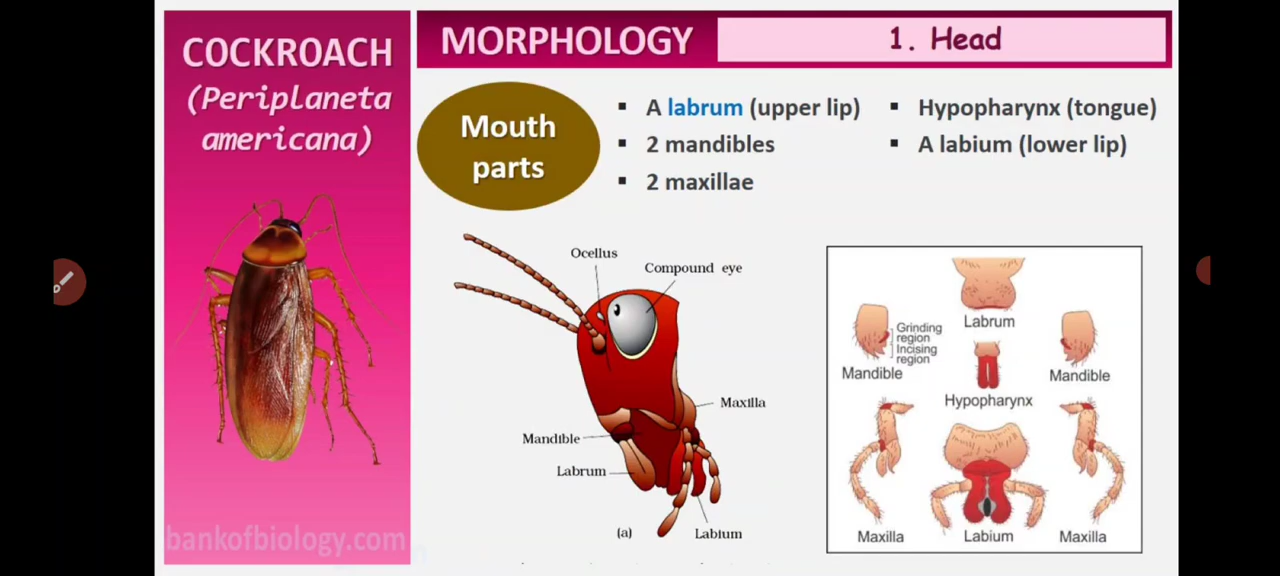 COCKROACH
(Periplaneta
americana)
bankofbiology.com
MORPHOLOGY
1. Head
Mouth
parts
▪ A labrum (upper lip)
▪ 2 mandibles
▪ 2 maxillae
▪ Hypopharynx (tongue)
▪ A labium (lower lip)
Ocellus
Compound eye
Maxilla
Mandible
Labrum
(a)
Labium
Labrum
Grinding
region
Incising
region
Mandible
Mandible
Hypopharynx
Maxilla
Labium
Maxilla